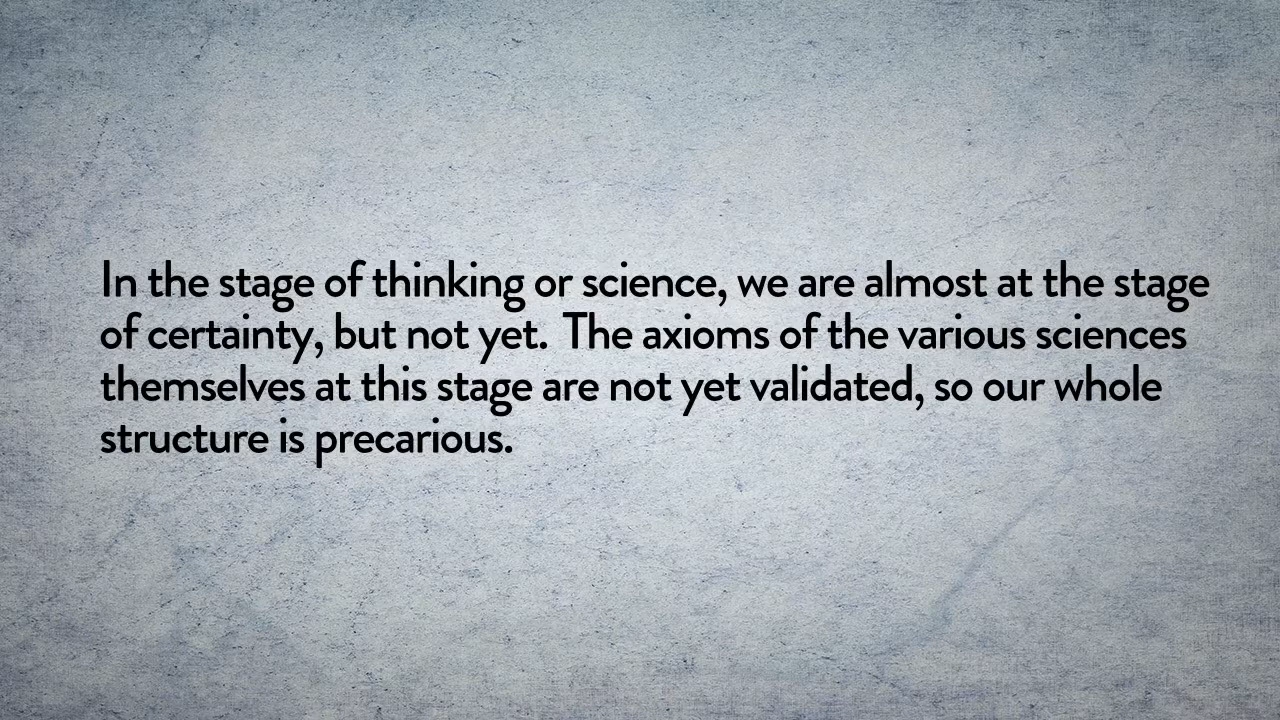 In the stage of thinking or science, we are almost at the stage
of certainty, but not yet. The axioms of the various sciences
themselves at this stage are not yet validated, so our whole
structure is precarious.